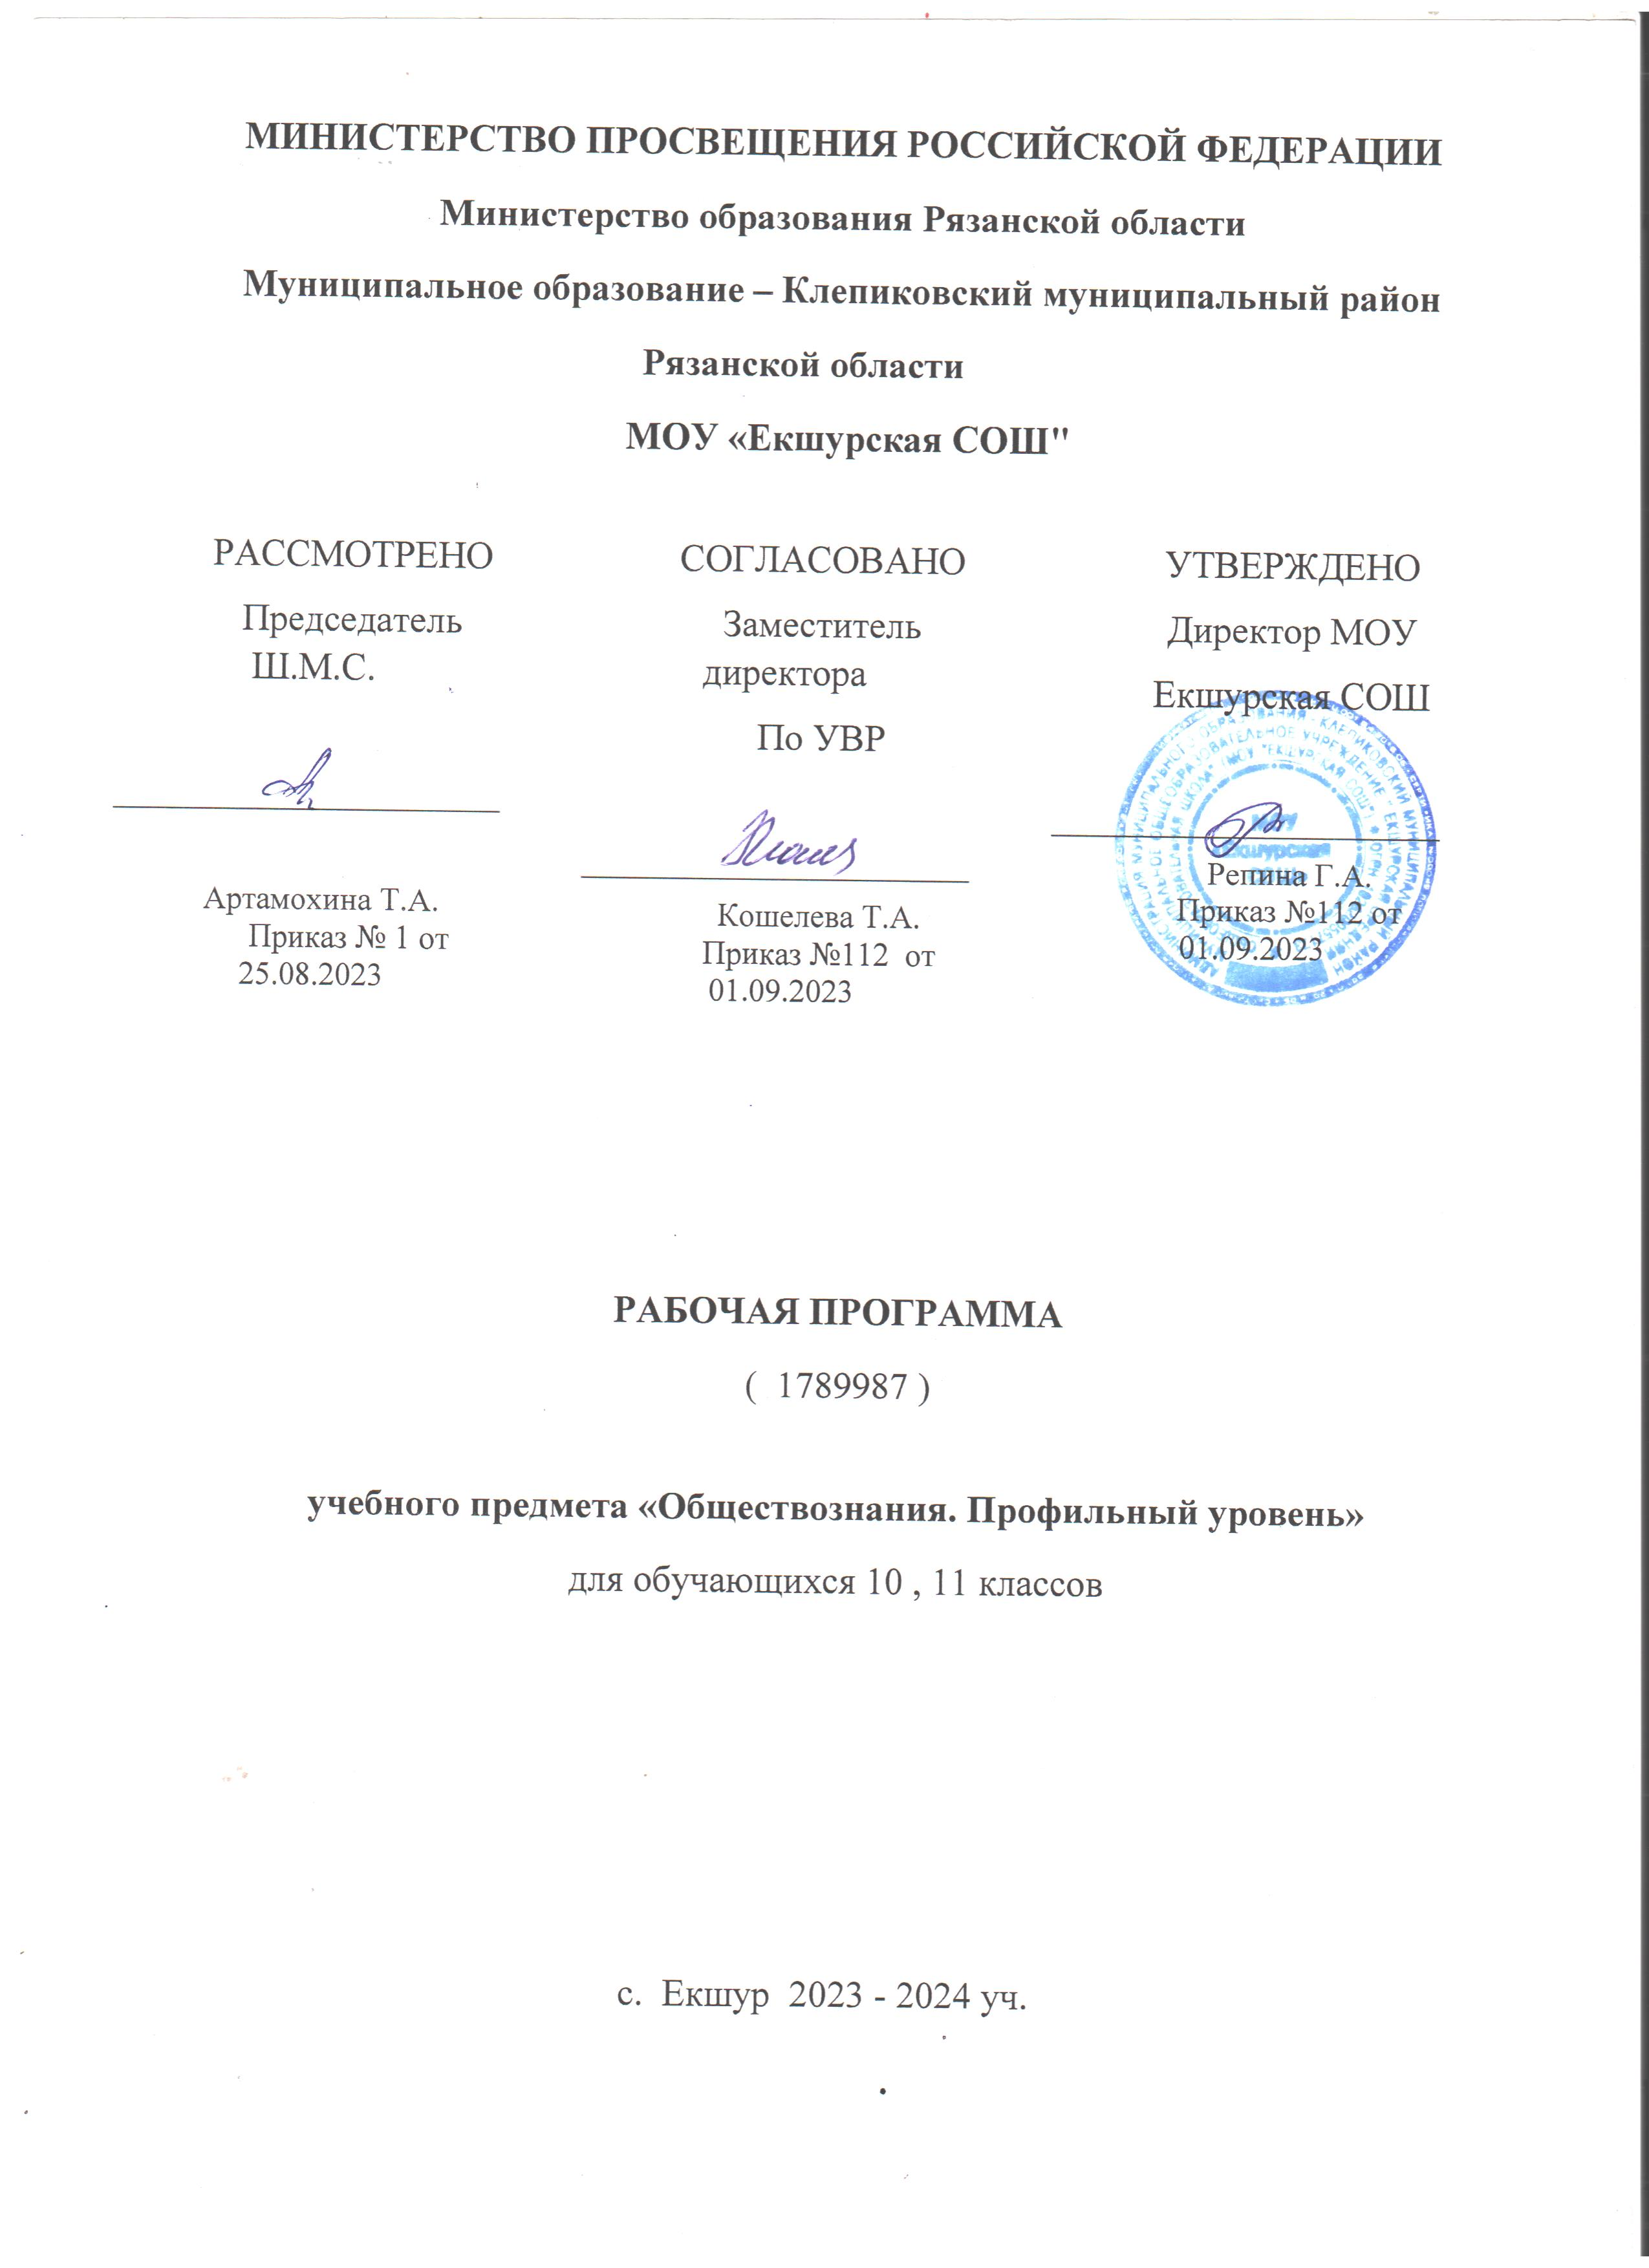 МИНИСТЕРСТВО ПРОСВЕЩЕНИЯ РОССИЙСКОЙ ФЕДЕРАЦИИ
Министерство образования Рязанской области
Муниципальное образование – Клепиковский муниципальный район
Рязанской области
МОУ «Екшурская СОШ"
РАССМОТРЕНО
Председатель
Ш.М.С.
Артамохина Т.А.
Приказ № 1 от
25.08.2023
СОГЛАСОВАНО
Заместитель
директора
По УВР
Кошелева Т.А.
Приказ №112 от
01.09.2023
УТВЕРЖДЕНО
Директор МОУ
Екшурская СОШ
Репина Г.А.
Приказ №112 от
01.09.2023
РАБОЧАЯ ПРОГРАММА
( 1789987 )
учебного предмета «Обществознания. Профильный уровень»
для обучающихся 10 , 11 классов
с. Екшур 2023 - 2024 уч.